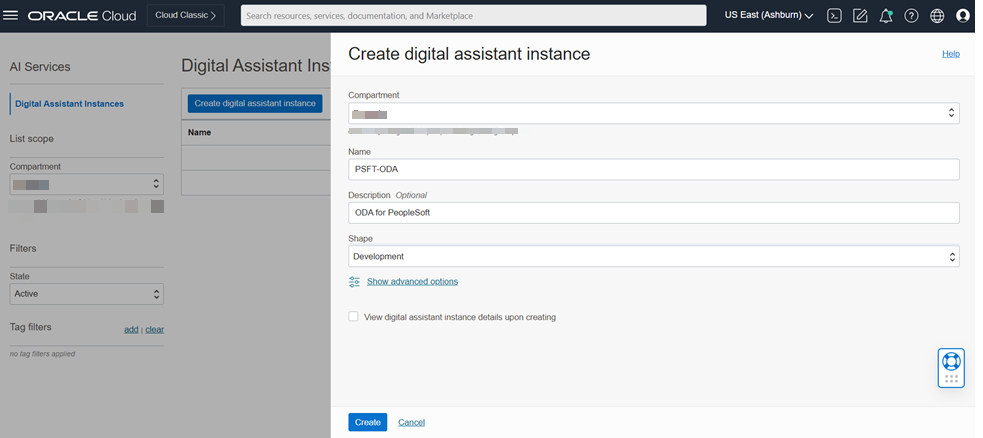 ORACLE Cloud
Cloud Classic >
Search resources, services, documentation, and Marketplace
US East (Ashburn)
AI Services
Digital Assistant Instances
List scope
Compartment
Filters
State
Active
Tag filters
add | clear
no tag filters applied
Digital Assistant Ins
Create digital assistant instance
Name
Create digital assistant instance
Help
Compartment
Name
PSFT-ODA
Description Optional
ODA for PeopleSoft
Shape
Development
Show advanced options
View digital assistant instance details upon creating
Create
Cancel